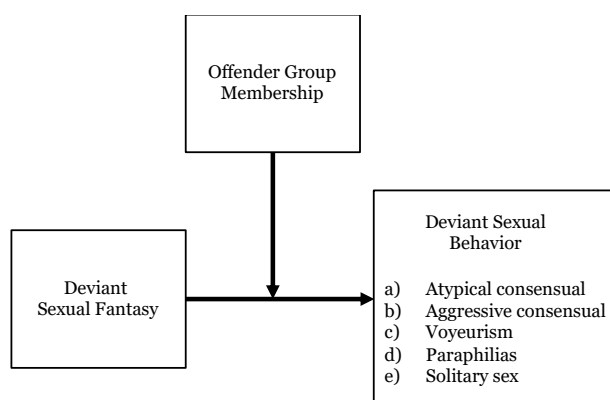 Offender Group
Membership
Deviant
Sexual Fantasy
Deviant Sexual
Behavior
a) Atypical consensual
b) Aggressive consensual
c) Voyeurism
d) Paraphilias
e) Solitary sex